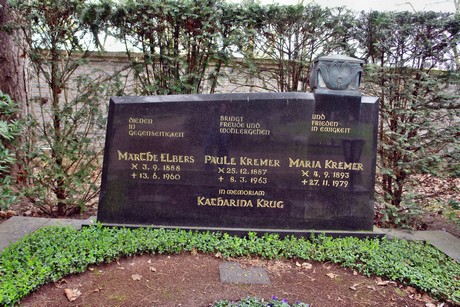 DIENEN
IN
GEGENSEITIGKEIT
BRINGT
FREUDE UND
WOHLERGEHEN
UND
FRIEDEN
IN EWIGKEIT
MARTHE ELBERS
× 3. 9. 1888
+ 13. 6. 1960
PAULE KREMER
× 25. 12. 1887
+ 8. 3. 1963
MARIA KREMER
× 4. 9. 1893
+ 27. 11. 1979
IN MEMORIAM
KATHARINA KRUG